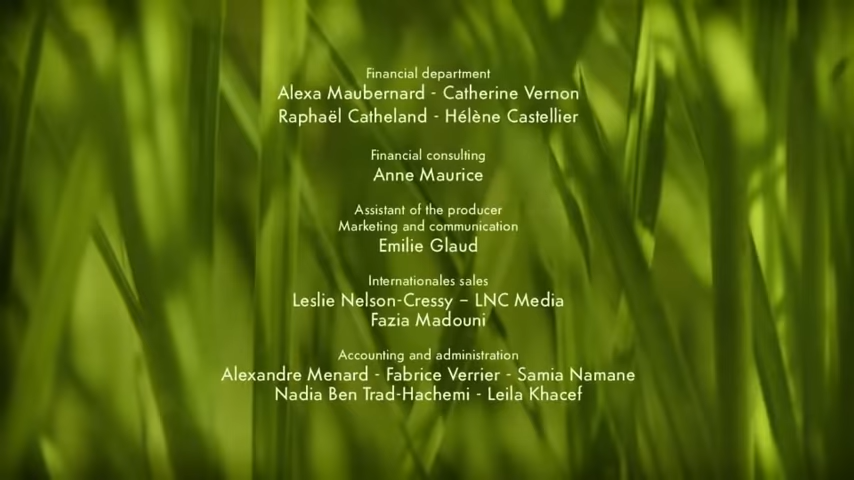 Financial department
Alexa Maubernard - Catherine Vernon
Raphaël Catheland - Hélène Castellier
Financial consulting
Anne Maurice
Assistant of the producer
Marketing and communication
Emilie Glaud
Internationales sales
Leslie Nelson-Cressy – LNC Media
Fazia Madouni
Accounting and administration
Alexandre Menard - Fabrice Verrier - Samia Namane
Nadia Ben Trad-Hachemi - Leila Khacef